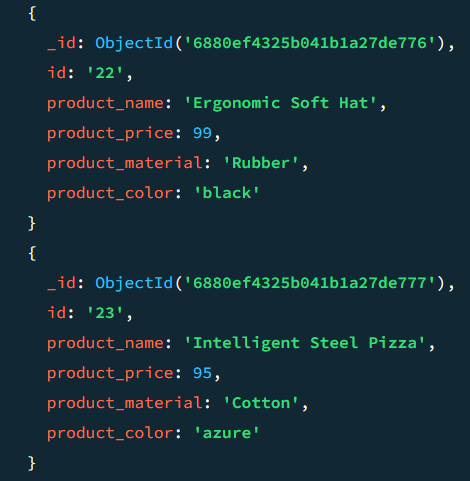 {
_id: ObjectId('6880ef4325b041b1a27de776'),
id: '22',
product_name: 'Ergonomic Soft Hat',
product_price: 99,
product_material: 'Rubber',
product_color: 'black'
}
{
_id: ObjectId('6880ef4325b041b1a27de777'),
id: '23',
product_name: 'Intelligent Steel Pizza',
product_price: 95,
product_material: 'Cotton',
product_color: 'azure'
}